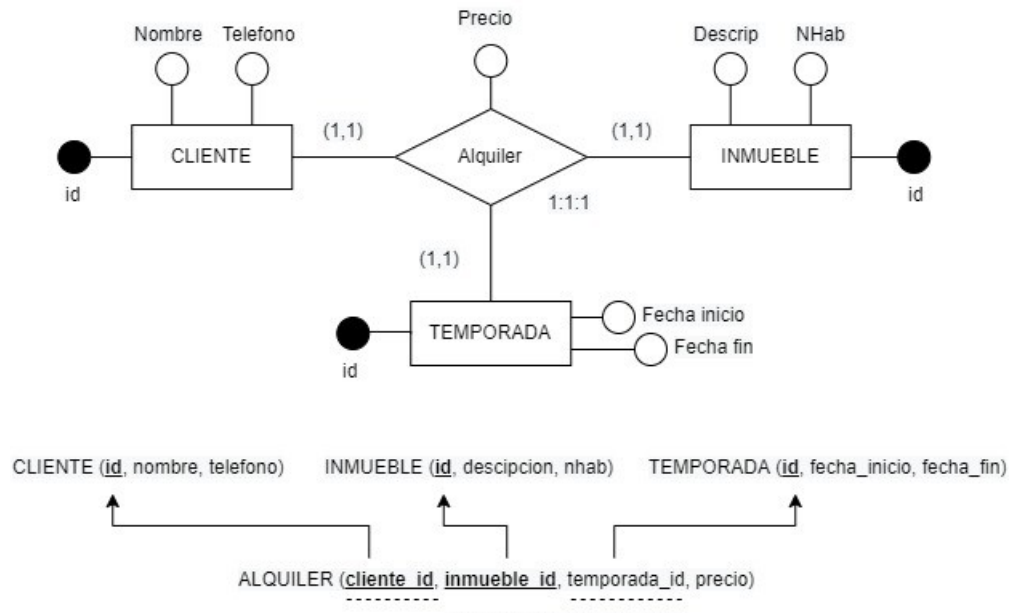 Precio
Nombre Telefono
Descrip NHab
(1,1)
(1,1)
CLIENTE
Alquiler
INMUEBLE
id
1:1:1
id
(1,1)
Fecha inicio
TEMPORADA
Fecha fin
id
CLIENTE (id, nombre, telefono) INMUEBLE (id, descipcion, nhab) TEMPORADA (id, fecha_inicio, fecha_fin)
ALQUILER (cliente_id, inmueble_id, temporada_id, precio)